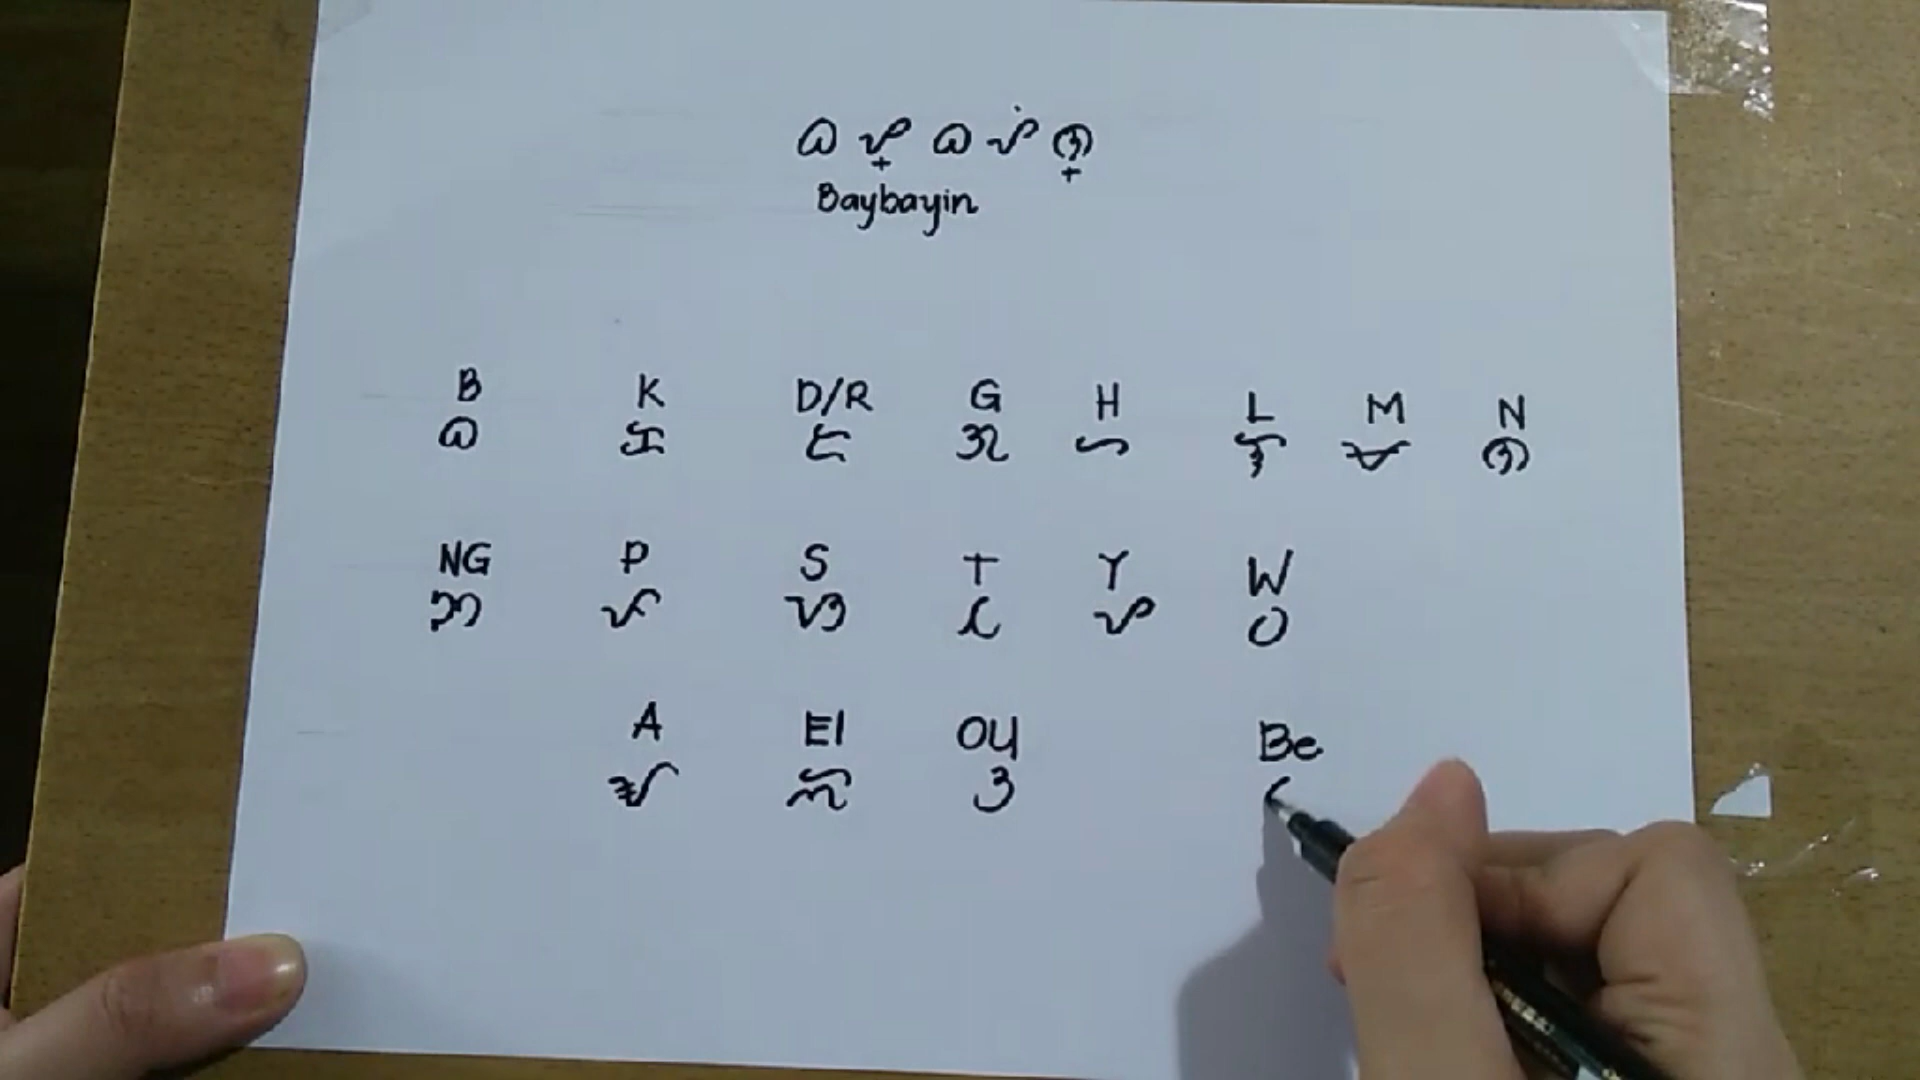 ᜊᜌ᜔ᜊᜌᜒᜈ᜔
Baybayin
B K D/R G H L M N
ᜊ ᜃ ᜇ ᜄ ᜑ ᜎ ᜋ ᜈ
NG P S T Y W
ᜅ ᜉ ᜐ ᜆ ᜌ ᜏ
A EI OU Be
ᜀ ᜁ ᜂ